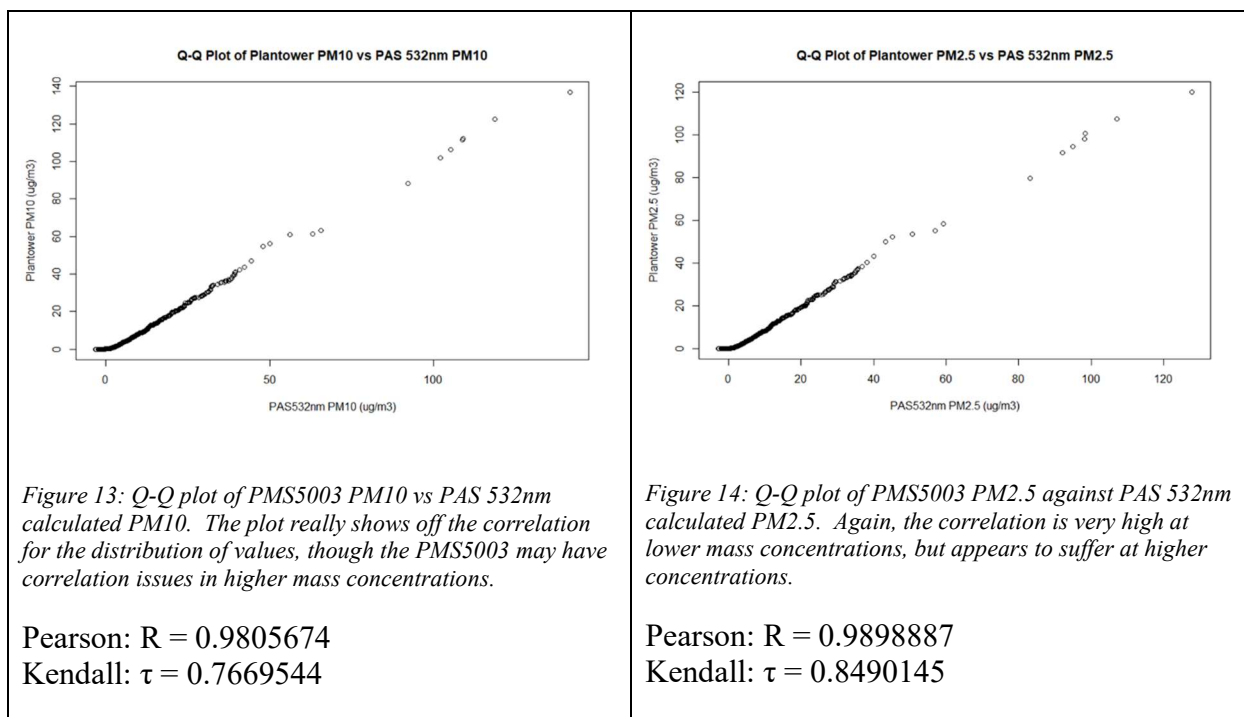 Q-Q Plot of Plantower PM10 vs PAS 532nm PM10
Plantower PM10 (ug/m3)
0 20 40 60 80 100 120 140
0 50 100
PAS532nm PM10 (ug/m3)
Figure 13: Q-Q plot of PMS5003 PM10 vs PAS 532nm
calculated PM10. The plot really shows off the correlation
for the distribution of values, though the PMS5003 may have
correlation issues in higher mass concentrations.
Pearson: R = 0.9805674
Kendall: τ = 0.7669544
Q-Q Plot of Plantower PM2.5 vs PAS 532nm PM2.5
Plantower PM2.5 (ug/m3)
0 20 40 60 80 100 120
0 20 40 60 80 100 120
PAS532nm PM2.5 (ug/m3)
Figure 14: Q-Q plot of PMS5003 PM2.5 against PAS 532nm
calculated PM2.5. Again, the correlation is very high at
lower mass concentrations, but appears to suffer at higher
concentrations.
Pearson: R = 0.9898887
Kendall: τ = 0.8490145